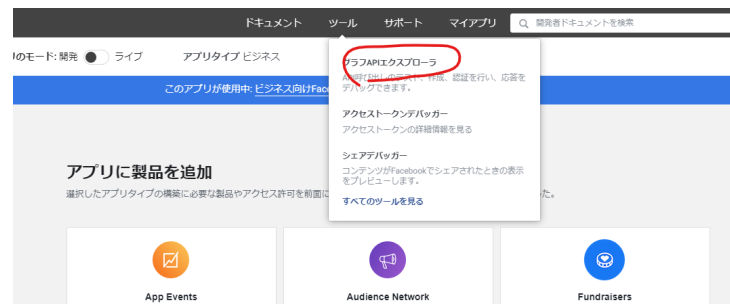 ドキュメント ツール サポート マイアプリ 開発者ドキュメントを検索
のモード: 開発 ライブ アプリタイプ ビジネス
グラフAPIエクスプローラ
API呼び出しのテスト、作成、認証を行い、応答を
デバッグできます。
このアプリが使用中: ビジネス向けFac
アクセストークンデバッガー
アクセストークンの詳細情報を見る
シェアデバッガー
コンテンツがFacebookでシェアされたときの表示
をプレビューします。
すべてのツールを見る
アプリに製品を追加
選択したアプリタイプの構築に必要な製品やアクセス許可を前面に た。
App Events Audience Network Fundraisers